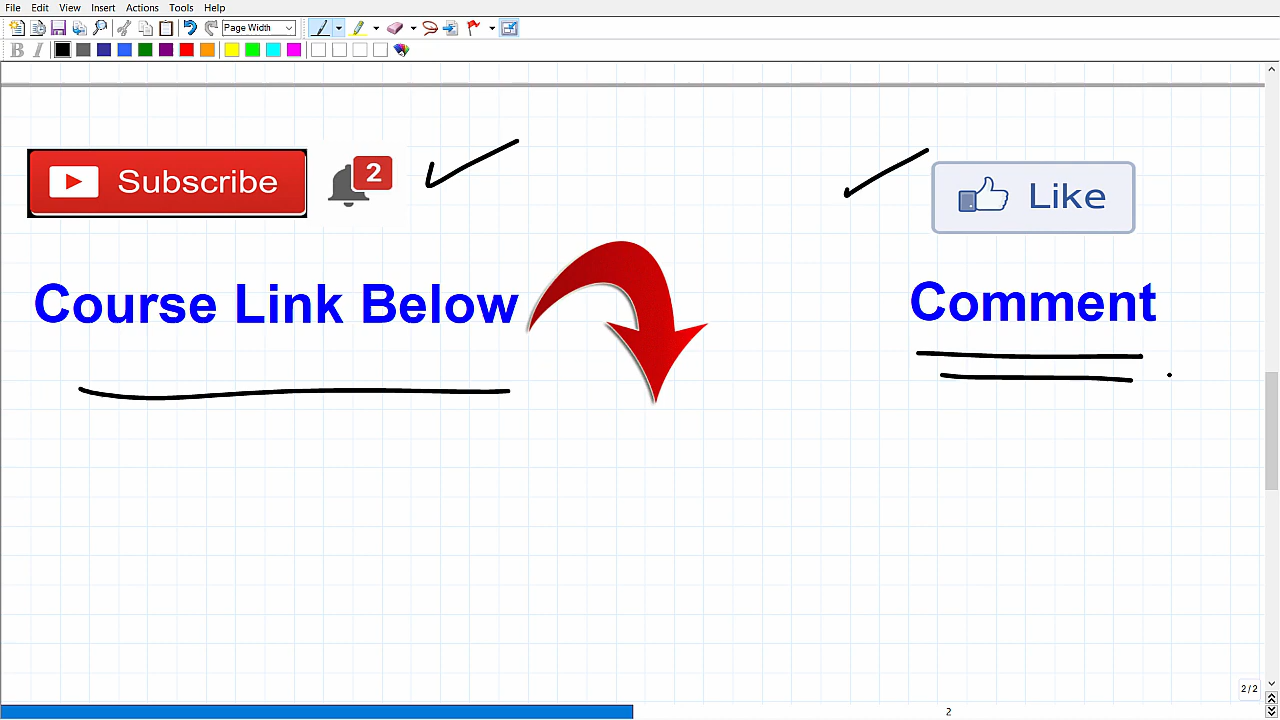 File Edit View Insert Actions Tools Help
Page Width
B I
Subscribe 2
Like
Course Link Below
Comment
2/2
2